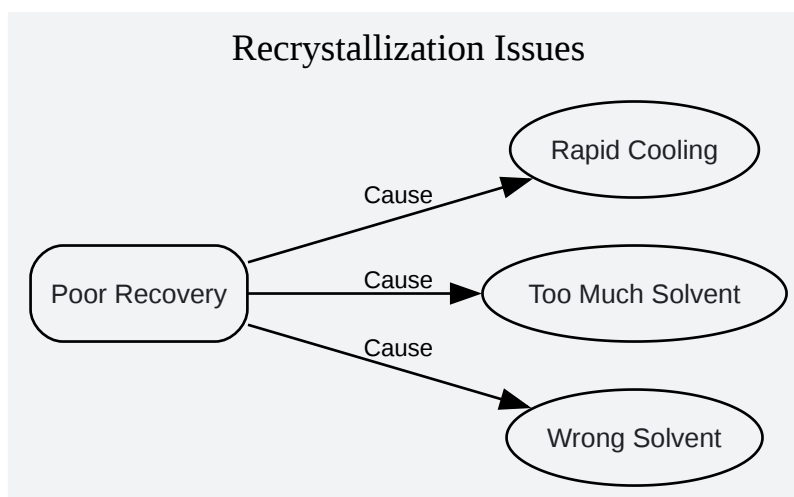 Recrystallization Issues
Rapid Cooling
Cause
Poor Recovery
Cause
Too Much Solvent
Cause
Wrong Solvent